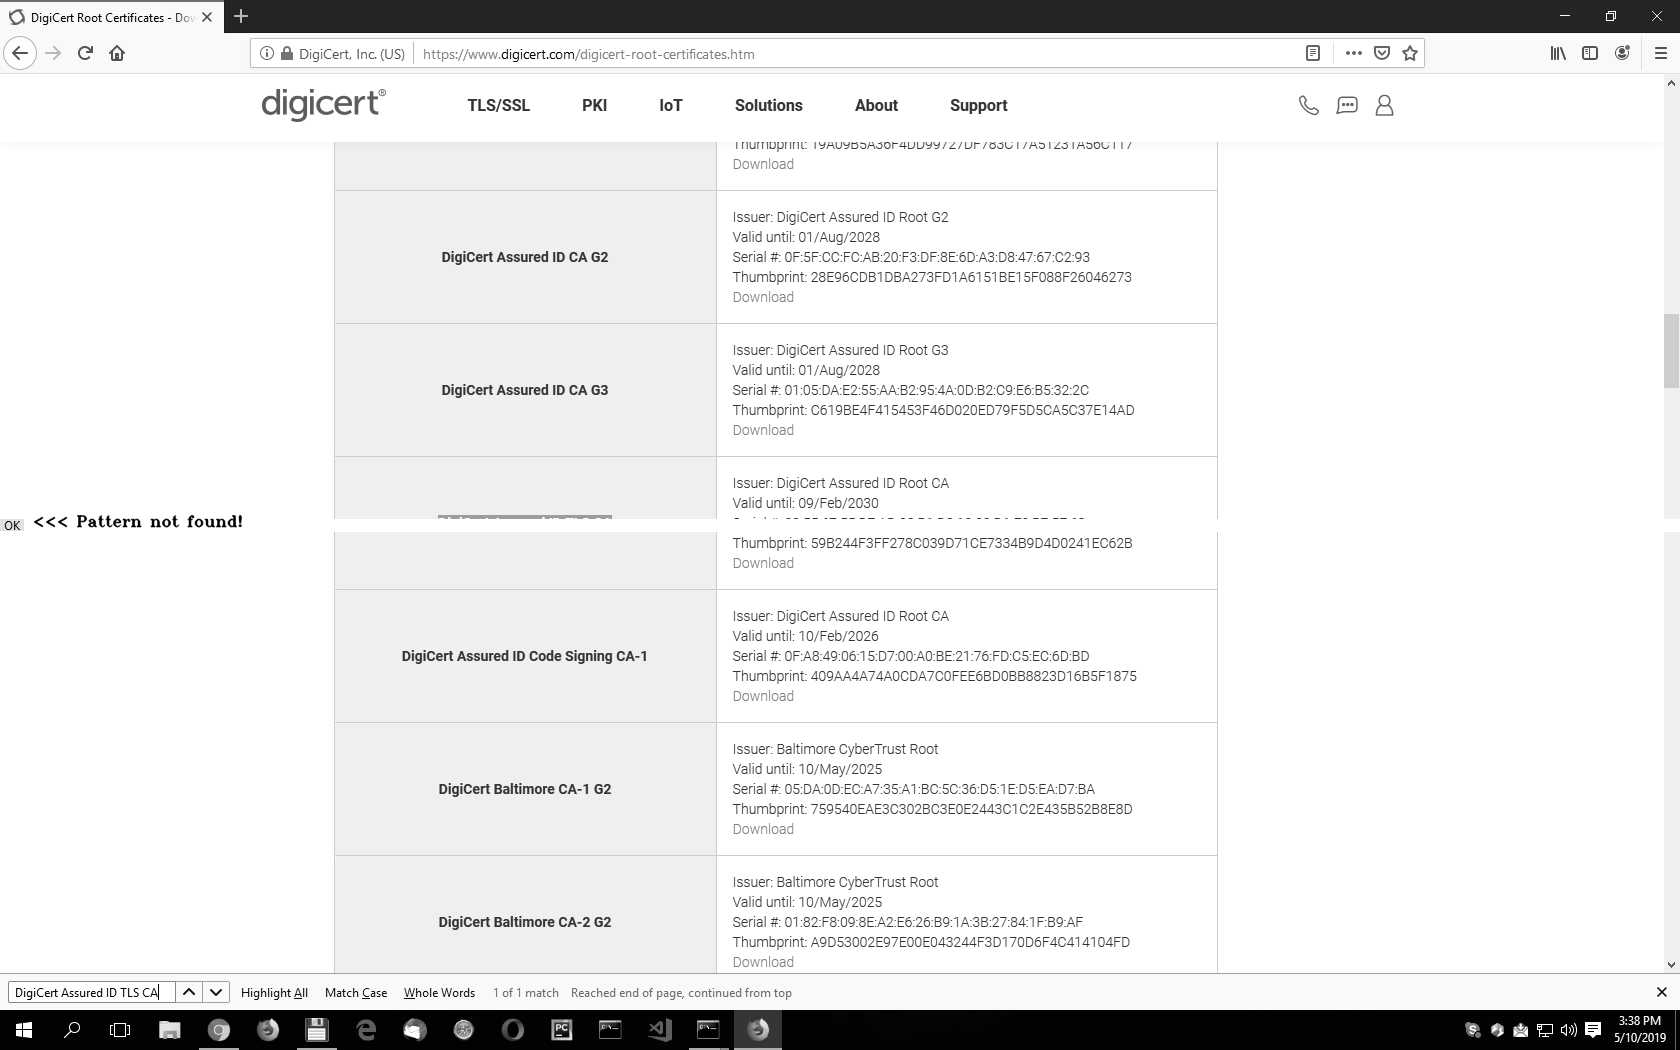 DigiCert Root Certificates - Dov
DigiCert, Inc. (US)
https://www.digicert.com/digicert-root-certificates.htm
digicert®
TLS/SSL
PKI
IoT
Solutions
About
Support
Thumbprint: 19A09B5A36F4DD99727DF783C17A51231A56C117
Download
DigiCert Assured ID CA G2
Issuer: DigiCert Assured ID Root G2
Valid until: 01/Aug/2028
Serial #: 0F:5F:CC:FC:AB:20:F3:DF:8E:6D:A3:D8:47:67:C2:93
Thumbprint: 28E96CDB1DBA273FD1A6151BE15F088F26046273
Download
DigiCert Assured ID CA G3
Issuer: DigiCert Assured ID Root G3
Valid until: 01/Aug/2028
Serial #: 01:05:DA:E2:55:AA:B2:95:4A:0D:B2:C9:E6:B5:32:2C
Thumbprint: C619BE4F415453F46D020ED79F5D5CA5C37E14AD
Download
Issuer: DigiCert Assured ID Root CA
Valid until: 09/Feb/2030
OK <<< Pattern not found!
Thumbprint: 59B244F3FF278C039D71CE7334B9D4D0241EC62B
Download
DigiCert Assured ID Code Signing CA-1
Issuer: DigiCert Assured ID Root CA
Valid until: 10/Feb/2026
Serial #: 0F:A8:49:06:15:D7:00:A0:BE:21:76:FD:C5:EC:6D:BD
Thumbprint: 409AA4A74A0CDA7C0FEE6BD0BB8823D16B5F1875
Download
DigiCert Baltimore CA-1 G2
Issuer: Baltimore CyberTrust Root
Valid until: 10/May/2025
Serial #: 05:DA:0D:EC:A7:35:A1:BC:5C:36:D5:1E:D5:EA:D7:BA
Thumbprint: 759540EAE3C302BC3E0E2443C1C2E435B52B8E8D
Download
DigiCert Baltimore CA-2 G2
Issuer: Baltimore CyberTrust Root
Valid until: 10/May/2025
Serial #: 01:82:F8:09:8E:A2:E6:26:B9:1A:3B:27:84:1F:B9:AF
Thumbprint: A9D53002E97E00E043244F3D170D6F4C414104FD
Download
DigiCert Assured ID TLS CA
Highlight All
Match Case
Whole Words
1 of 1 match
Reached end of page, continued from top
3:38 PM
5/10/2019